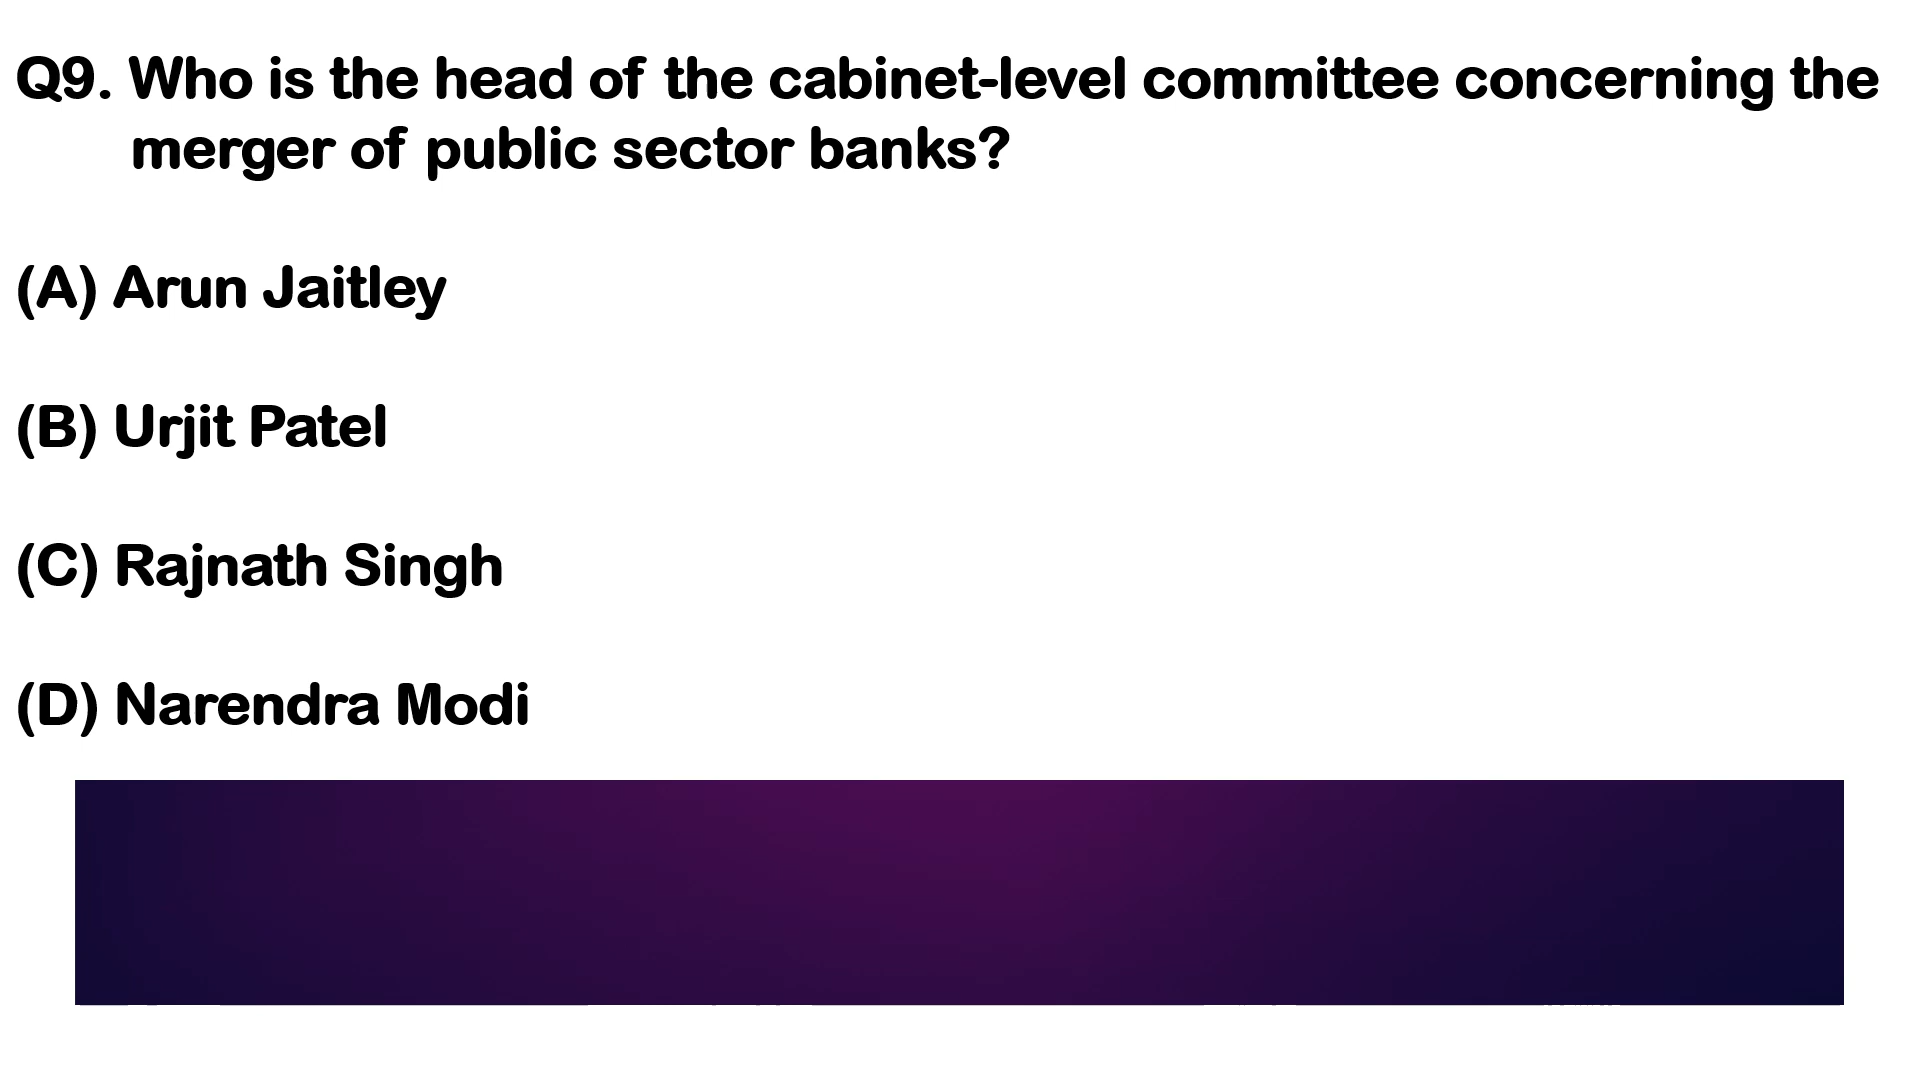 Q9. Who is the head of the cabinet-level committee concerning the
merger of public sector banks?
(A) Arun Jaitley
(B) Urjit Patel
(C) Rajnath Singh
(D) Narendra Modi